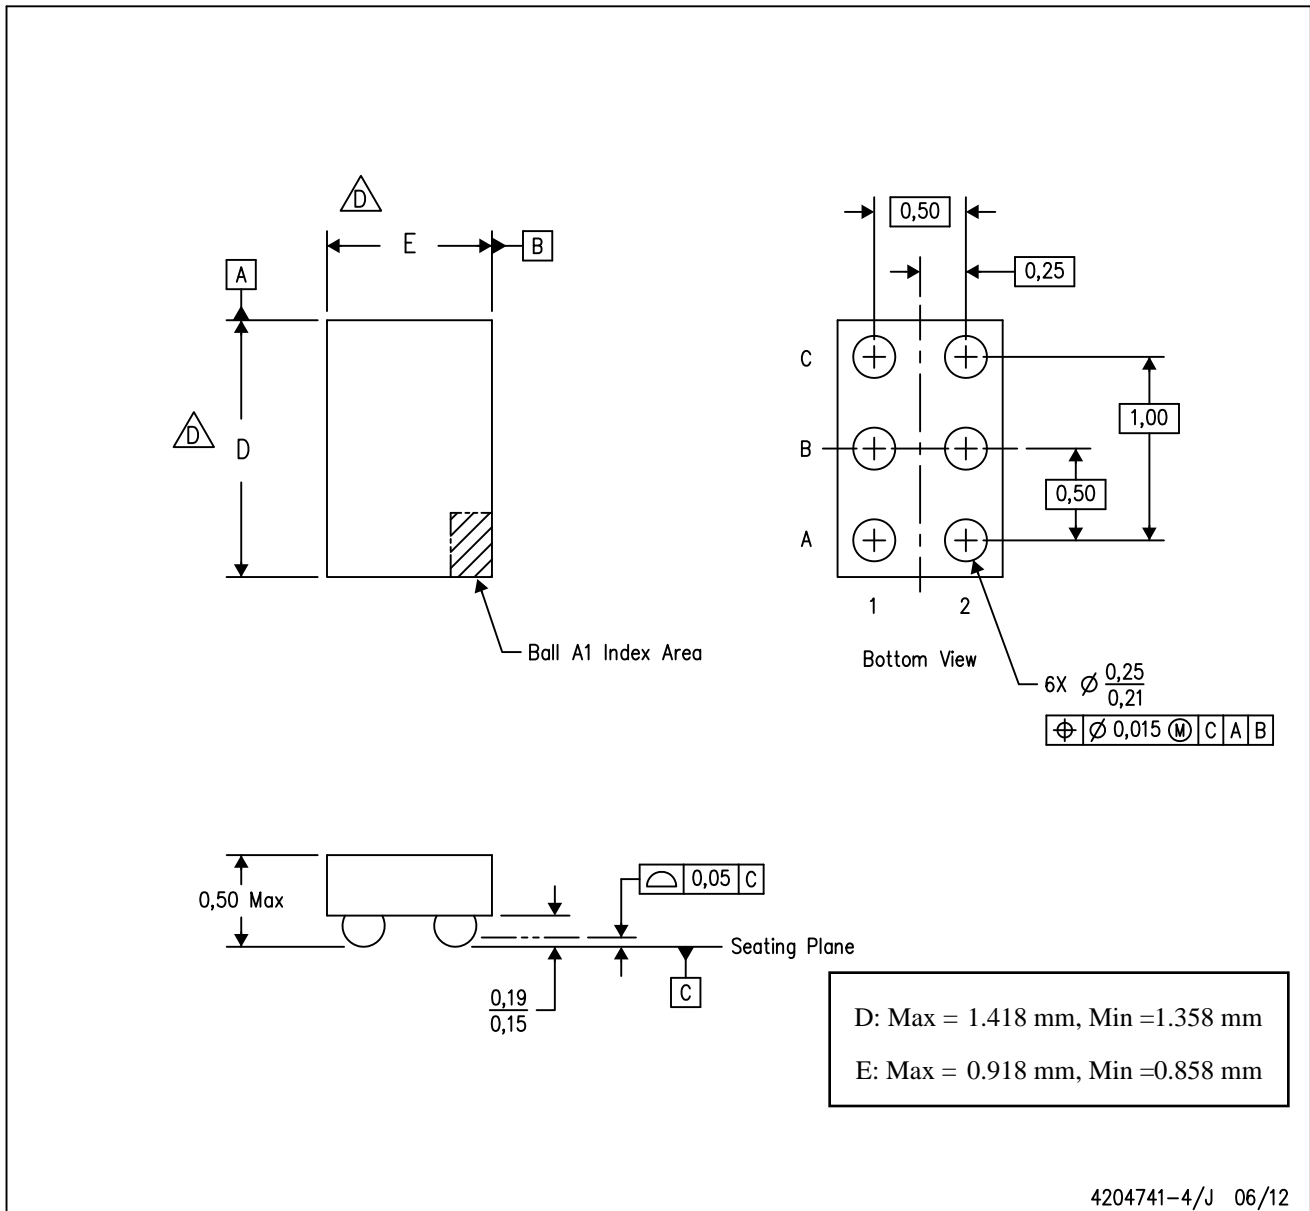 D
E
B
A
D
D
Ball A1 Index Area
0,50
0,25
C
B
A
1,00
0,50
1
2
Bottom View
6X Ø 0,25
0,21
⌖ Ø 0,015 Ⓜ C A B
0,50 Max
⌓ 0,05 C
Seating Plane
C
0,19
0,15
D: Max = 1.418 mm, Min =1.358 mm
E: Max = 0.918 mm, Min =0.858 mm
4204741-4/J 06/12